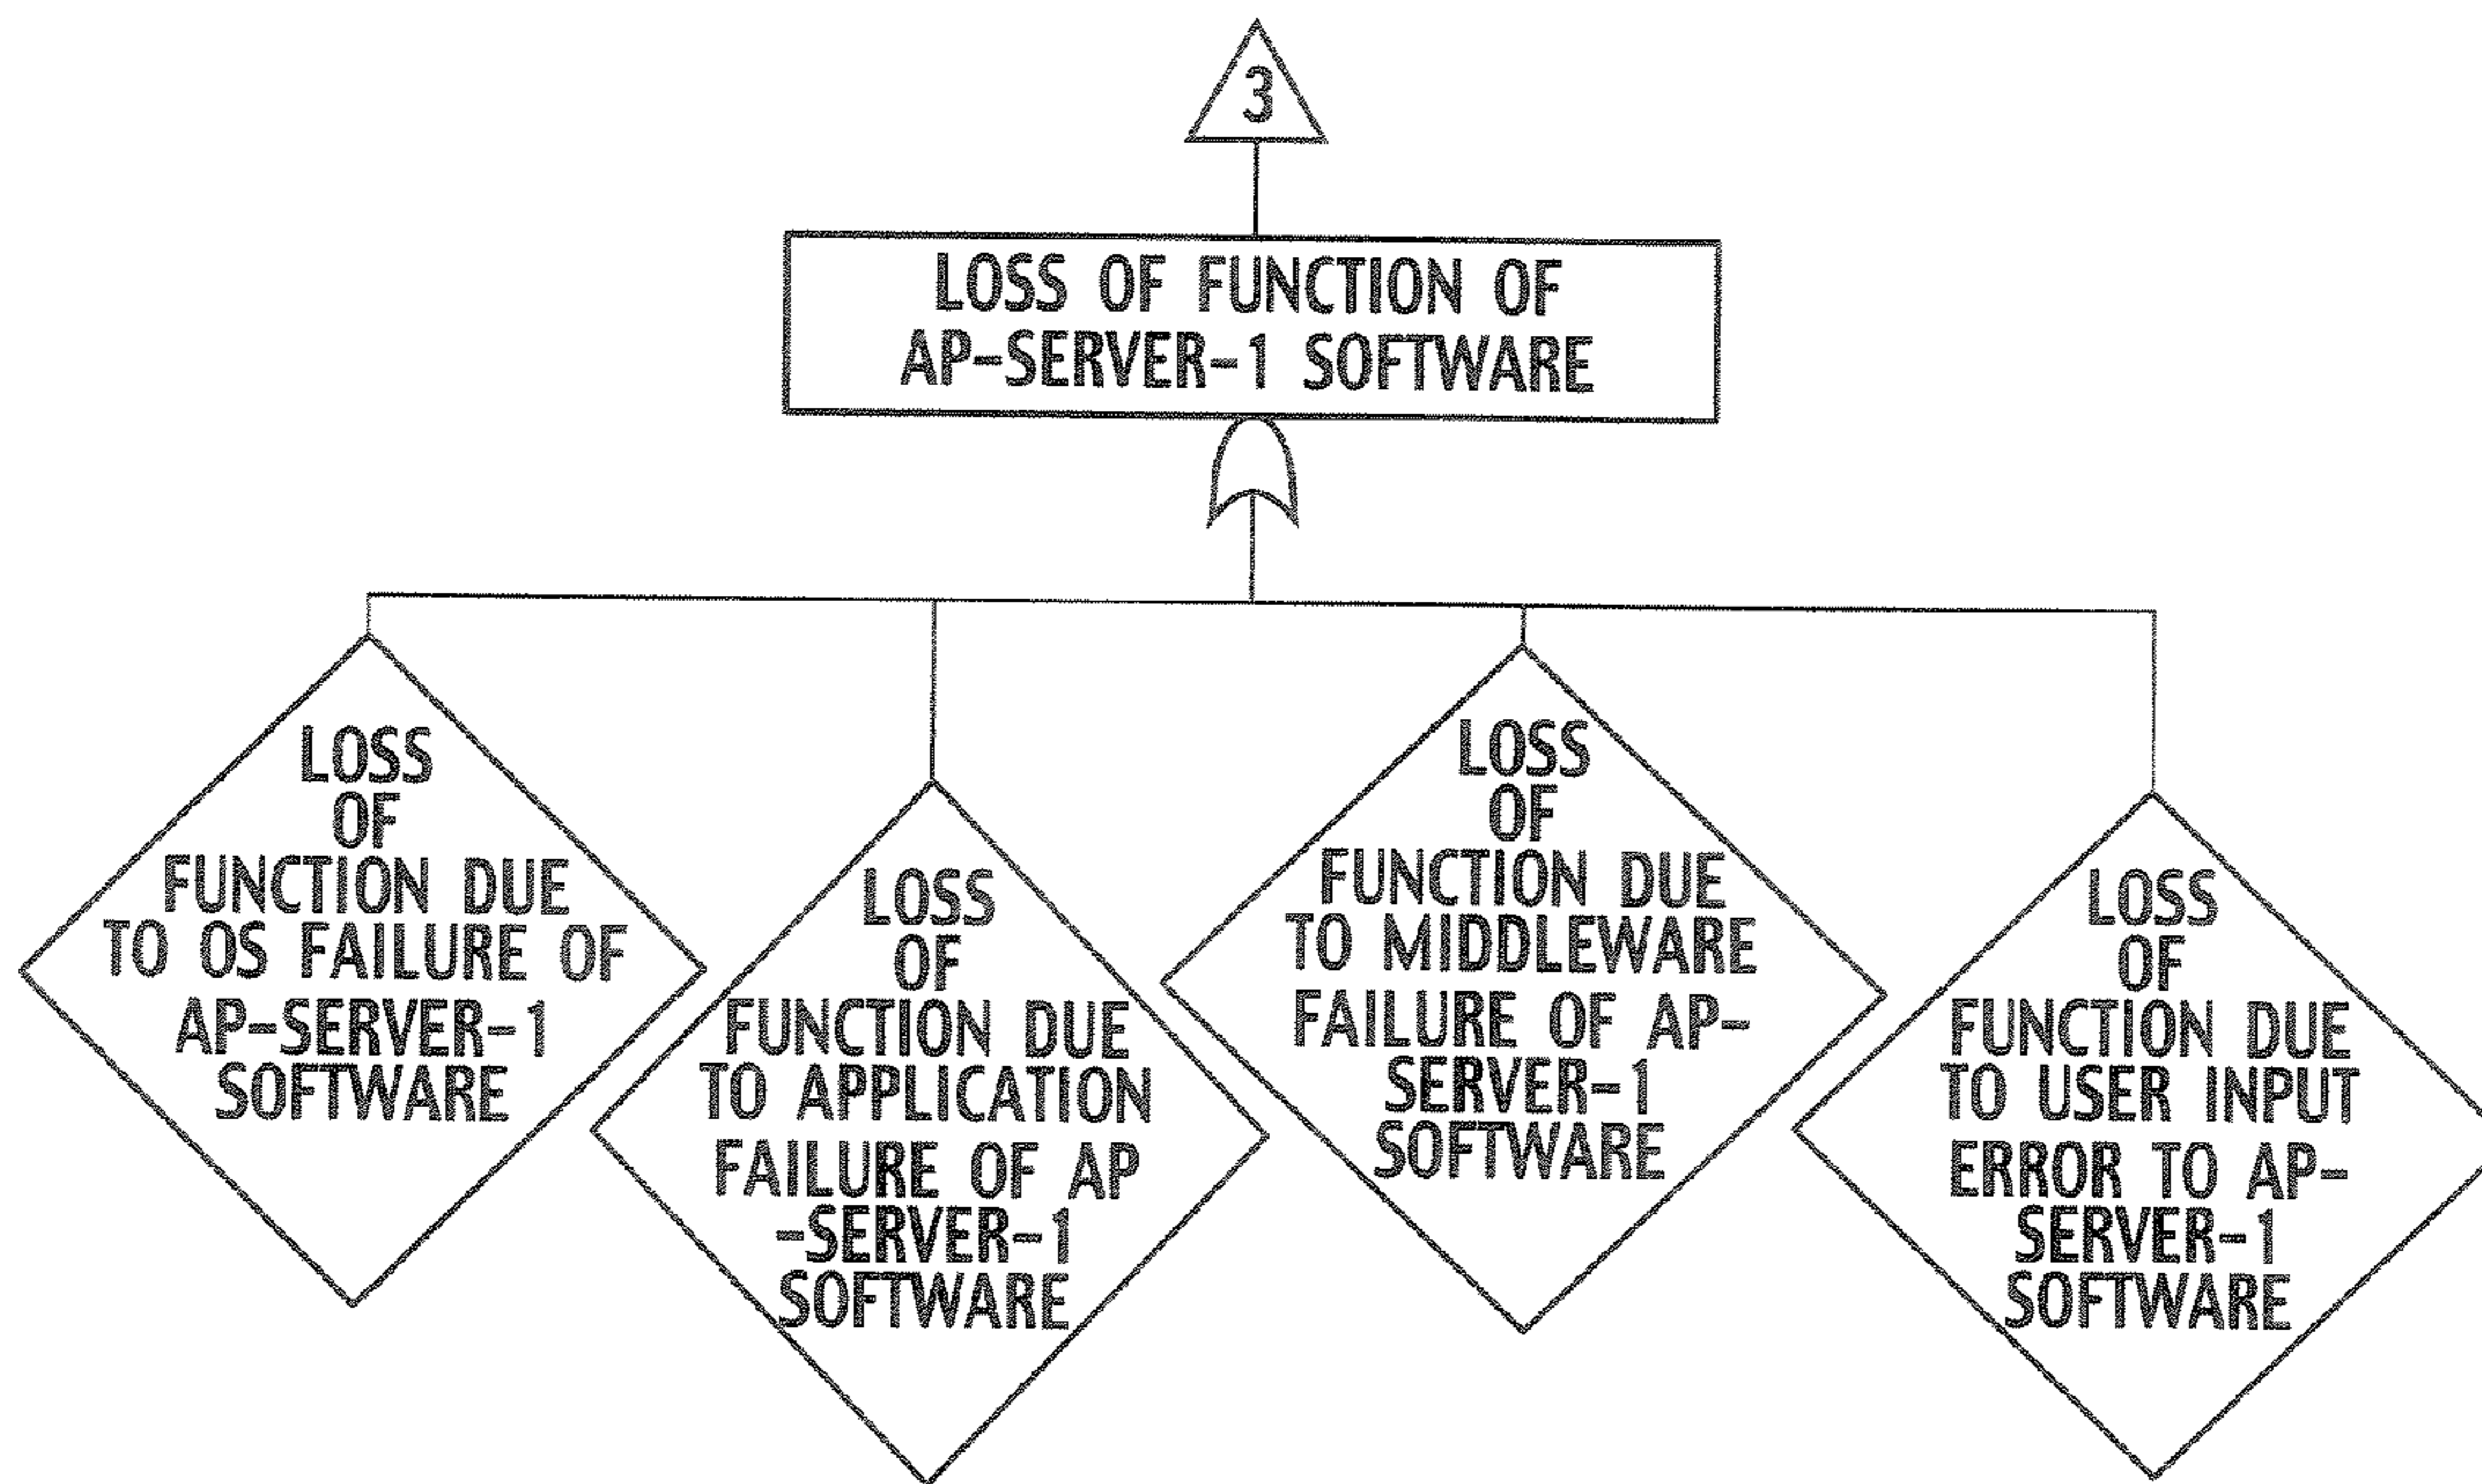 3
LOSS OF FUNCTION OF
AP-SERVER-1 SOFTWARE
LOSS
OF
FUNCTION DUE
TO OS FAILURE OF
AP-SERVER-1
SOFTWARE
LOSS
OF
FUNCTION DUE
TO APPLICATION
FAILURE OF AP
-SERVER-1
SOFTWARE
LOSS
OF
FUNCTION DUE
TO MIDDLEWARE
FAILURE OF AP-
SERVER-1
SOFTWARE
LOSS
OF
FUNCTION DUE
TO USER INPUT
ERROR TO AP-
SERVER-1
SOFTWARE